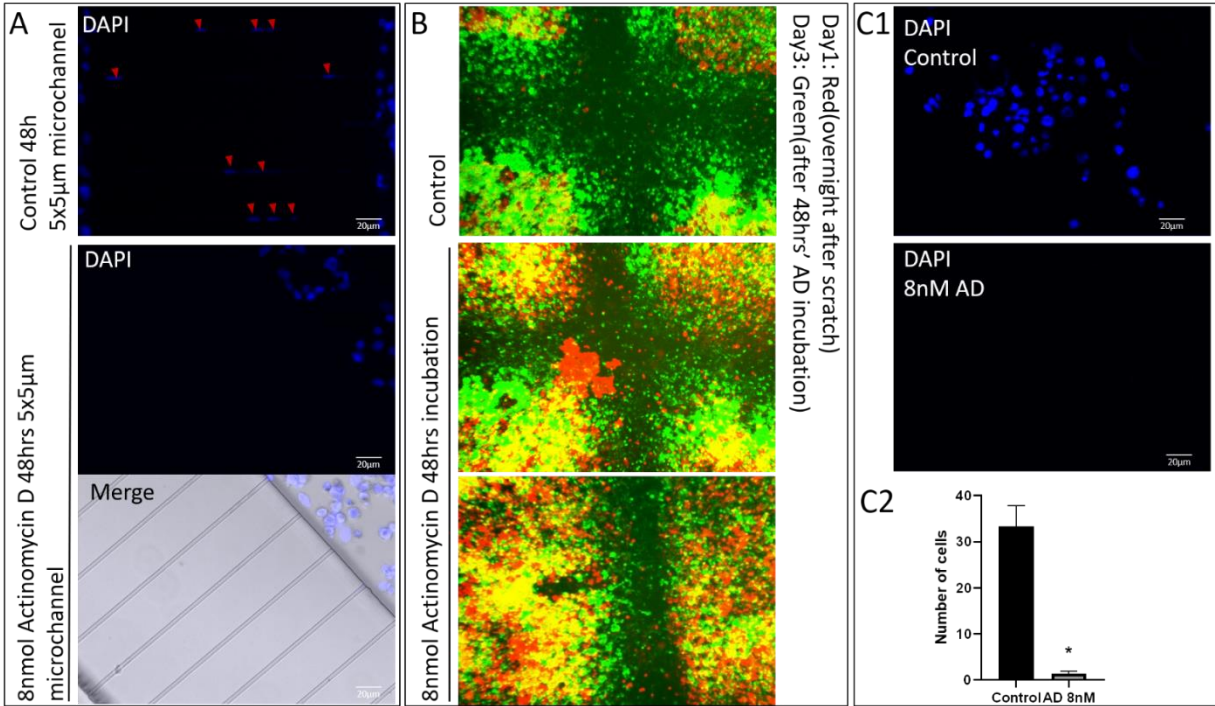 A
DAPI
Control 48h
5x5µm microchannel
20µm
DAPI
20µm
Merge
20µm
8nmol Actinomycin D 48hrs 5x5µm
microchannel
B
Control
8nmol Actinomycin D 48hrs incubation
Day1: Red(overnight after scratch)
Day3: Green(after 48hrs' AD incubation)
C1
DAPI
Control
20µm
DAPI
8nM AD
20µm
C2
Number of cells
40
30
20
10
0
*
Control AD 8nM